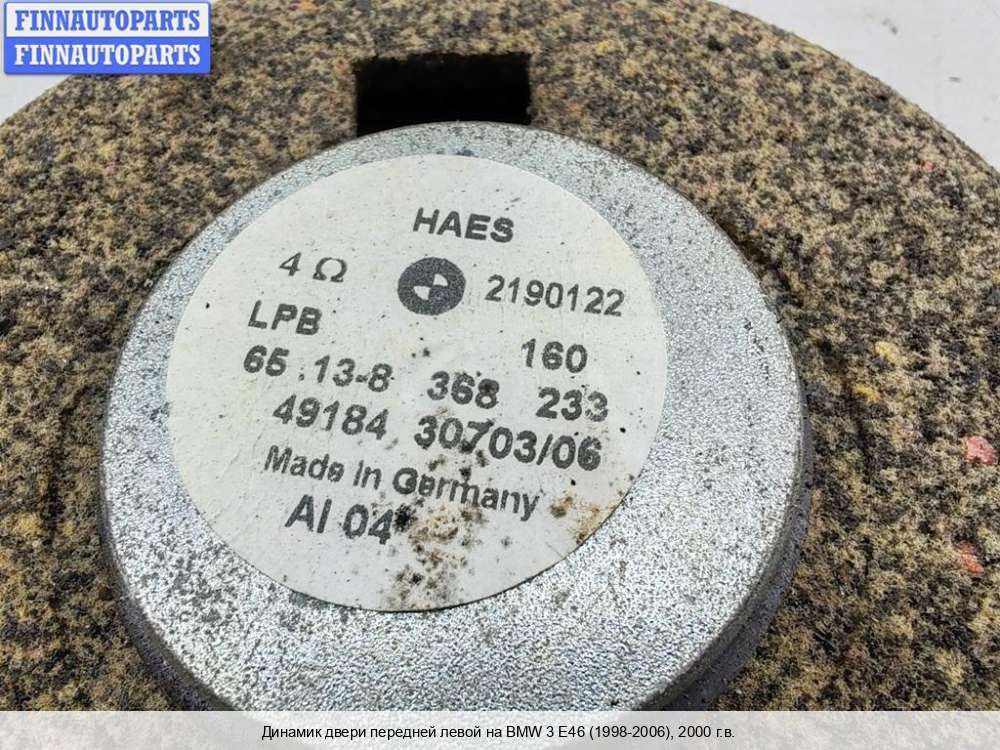 FINNAUTOPARTS
FINNAUTOPARTS
HAES
4 Ω 2190122
LPB 160
65.13-8 368 233
49184 30703/06
Made in Germany
AI 04
Динамик двери передней левой на BMW 3 E46 (1998-2006), 2000 г.в.